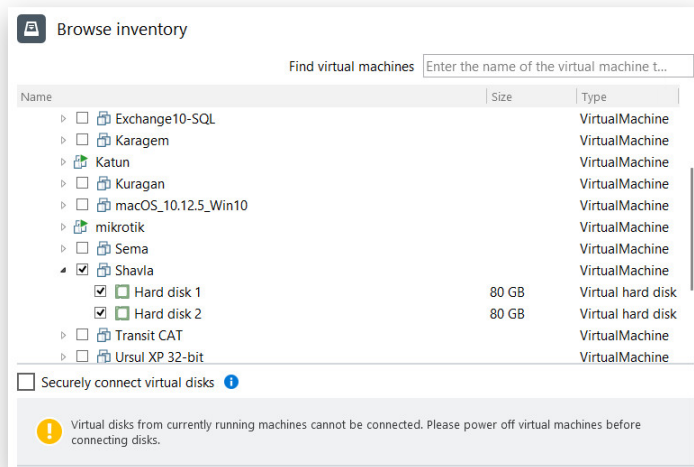 Browse inventory
Find virtual machines Enter the name of the virtual machine t...
Name Size Type
Exchange10-SQL VirtualMachine
Karagem VirtualMachine
Katun VirtualMachine
Kuragan VirtualMachine
macOS_10.12.5_Win10 VirtualMachine
mikrotik VirtualMachine
Sema VirtualMachine
Shavla VirtualMachine
Hard disk 1 80 GB Virtual hard disk
Hard disk 2 80 GB Virtual hard disk
Transit CAT VirtualMachine
Ursul XP 32-bit VirtualMachine
Securely connect virtual disks
Virtual disks from currently running machines cannot be connected. Please power off virtual machines before
connecting disks.